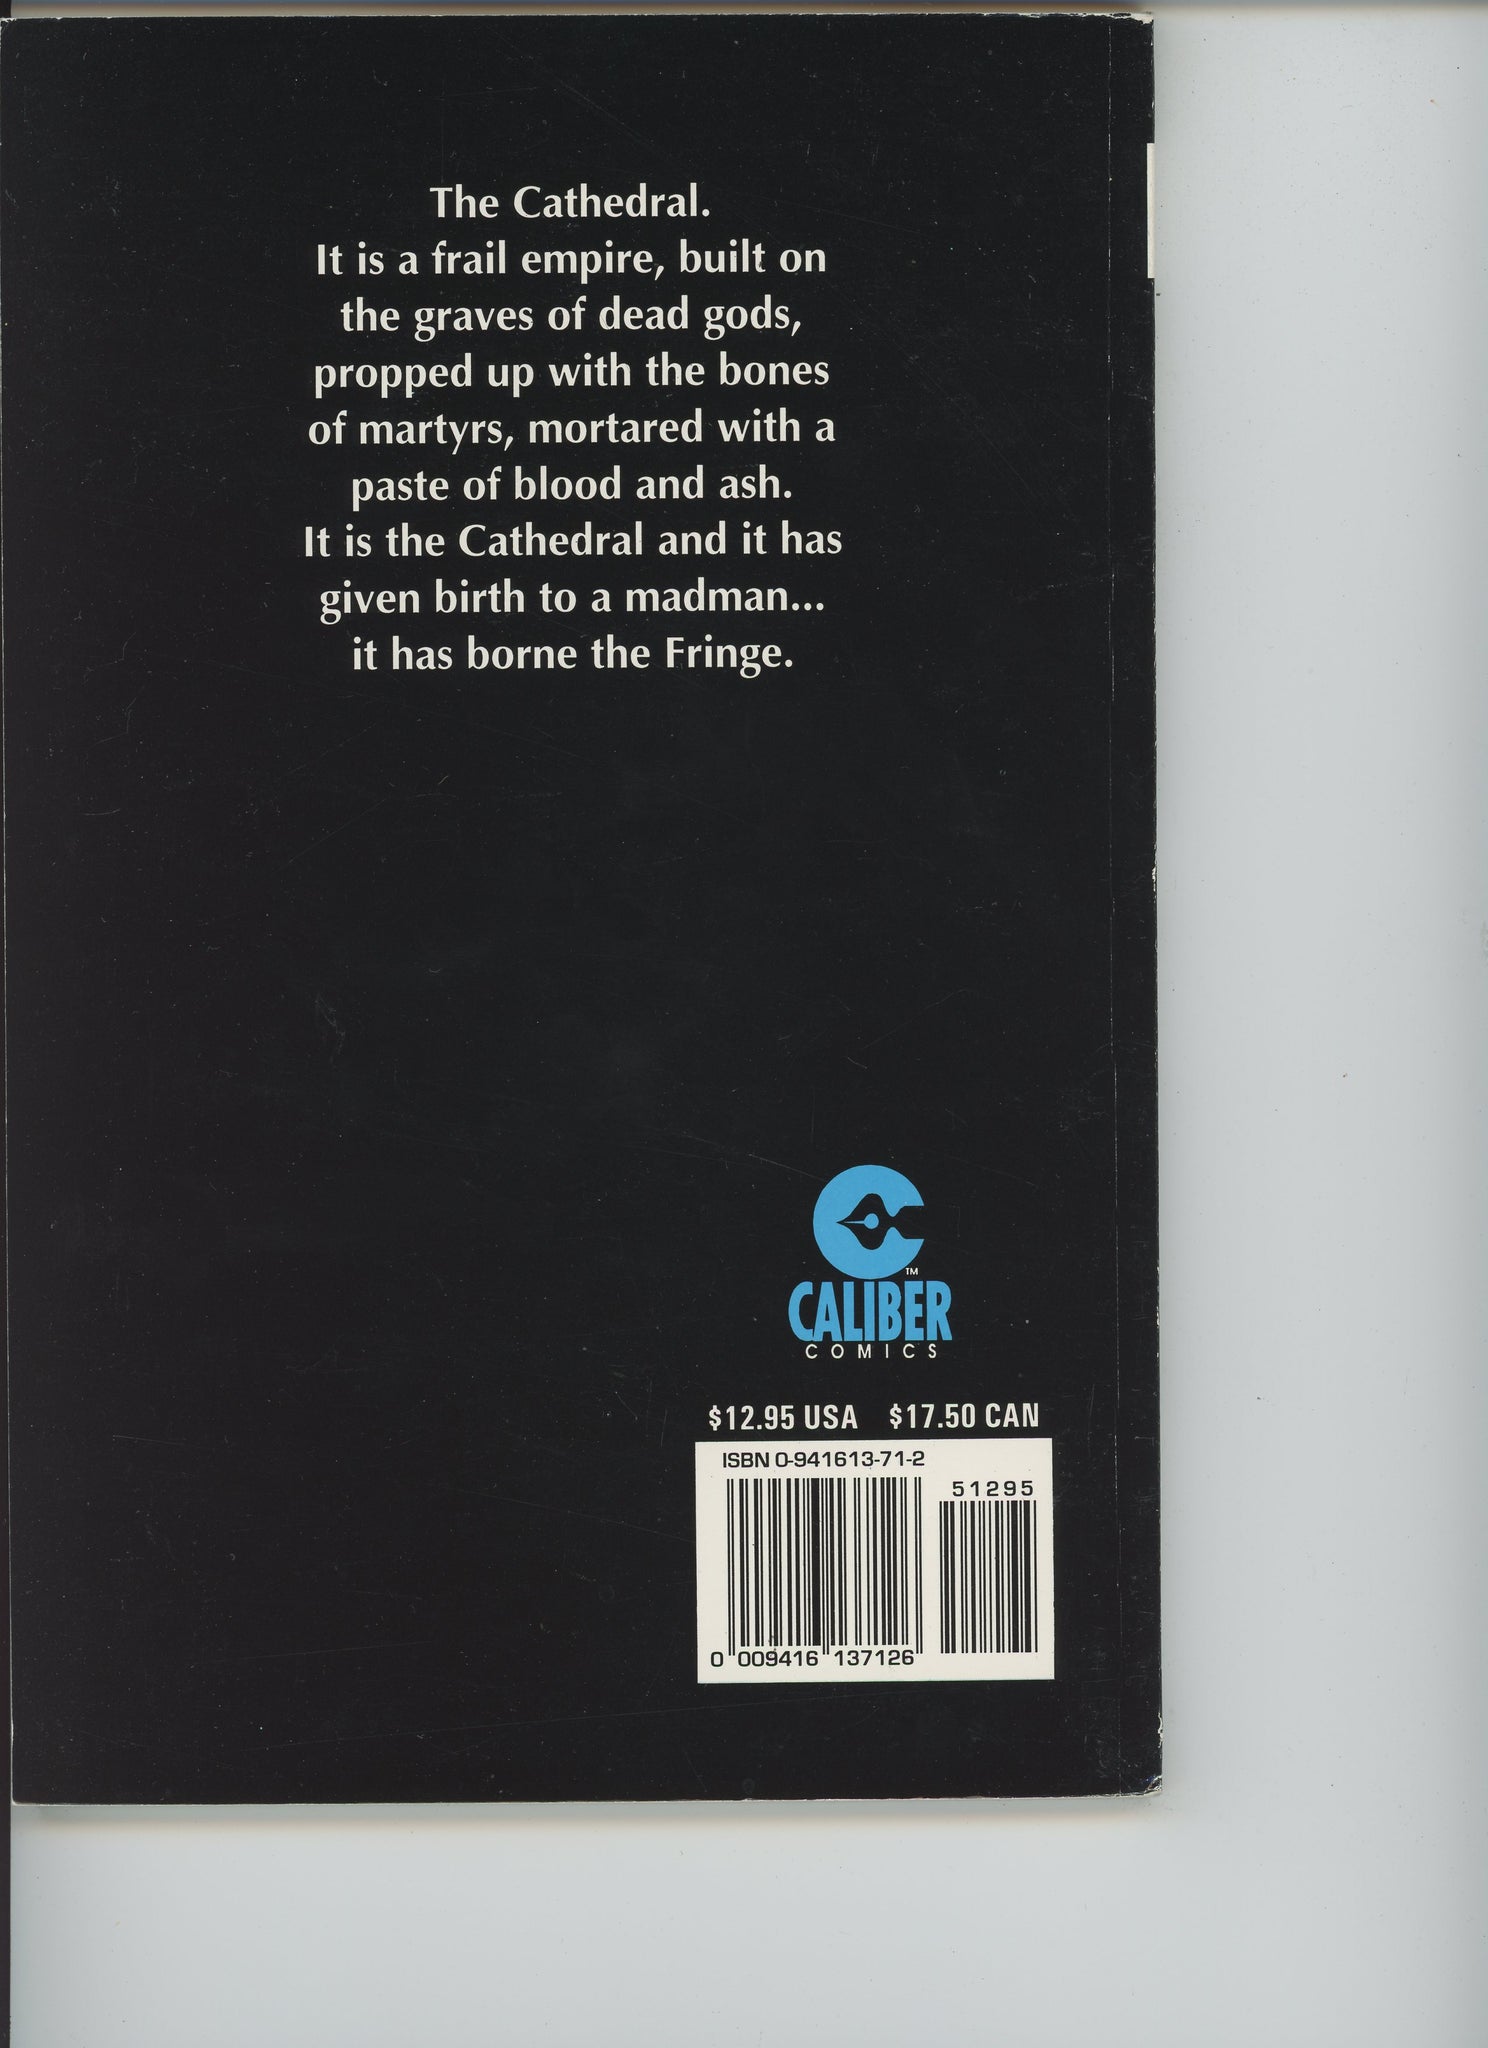 The Cathedral.
It is a frail empire, built on
the graves of dead gods,
propped up with the bones
of martyrs, mortared with a
paste of blood and ash.
It is the Cathedral and it has
given birth to a madman...
it has borne the Fringe.
TM
CALIBER
COMICS
$12.95 USA $17.50 CAN
ISBN 0-941613-71-2
51295
0 009416 137126